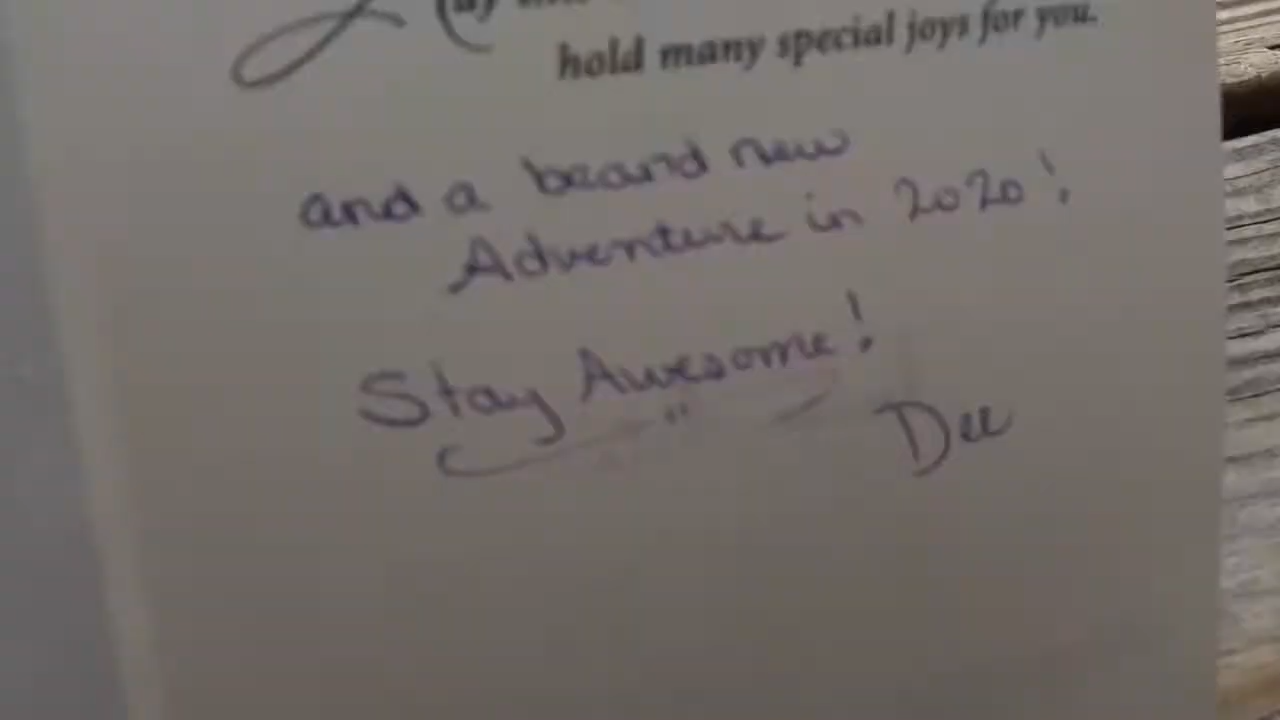 hold many special joys for you.
and a brand new
Adventure in 2020!
Stay Awesome!
Dee